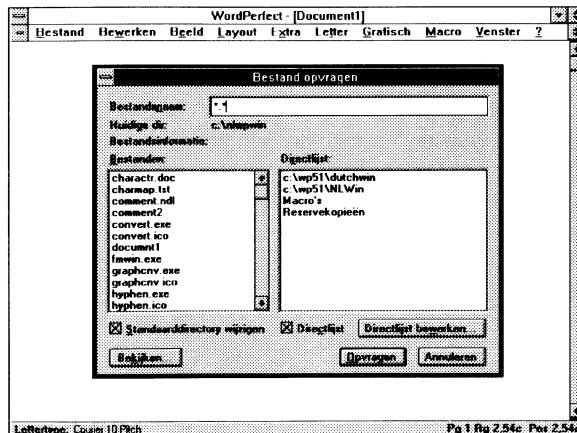 WordPerfect - [Document1]
Bestand Bewerken Beeld Layout Extra Letter Grafisch Macro Venster ?
Bestand opvragen
Bestandsnaam: *.*
Huidige dir: c:\nlwpwin
Bestandsinformatie:
Bestanden: Directlijst:
charactr.doc
charmap.tst
comment.ndl
comment2
convert.exe
convert.ico
documnt1
fmwin.exe
graphcnv.exe
graphcnv.ico
hyphen.exe
hyphen.ico
c:\wp51\dutchwin
c:\wp51\NLWin
Macro's
Reservekopieën
Standaarddirectory wijzigen Directlijst Directlijst bewerken...
Bekijken... Opvragen Annuleren
Lettertype: Courier 10 Pitch Pg 1 Rg 2,54c Pos 2,54c